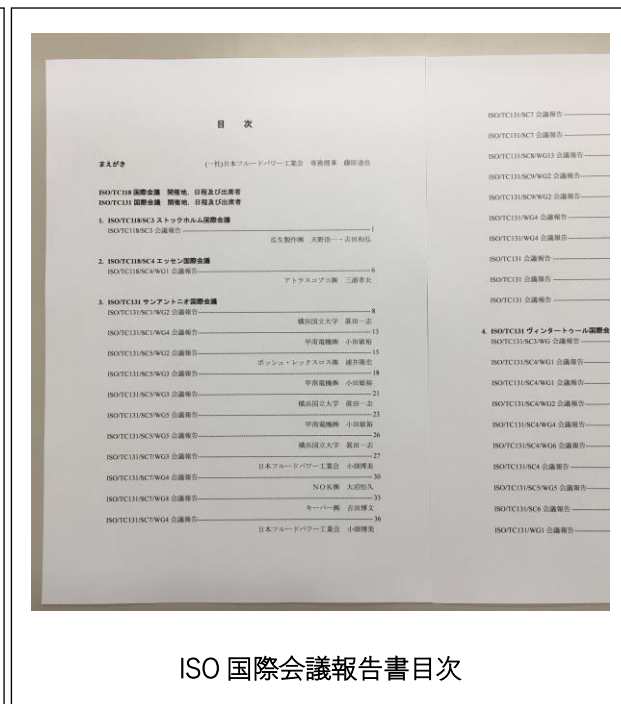 目 次
まえがき (一社)日本フルードパワー工業会 専務理事 藤原達也
ISO/TC118 国際会議 開催地、日程及び出席者
ISO/TC131 国際会議 開催地、日程及び出席者
1. ISO/TC118/SC3 ストックホルム国際会議
ISO/TC118/SC3 会議報告 1
瓜生製作㈱ 天野浩一・吉田和弘
2. ISO/TC118/SC4 エッセン国際会議
ISO/TC118/SC4/WG1 会議報告 6
アトラスコプコ㈱ 三浦孝夫
3. ISO/TC131 サンアントニオ国際会議
ISO/TC131/SC1/WG2 会議報告 8
横浜国立大学 眞田一志
ISO/TC131/SC1/WG4 会議報告 13
甲南電機㈱ 小田敏裕
ISO/TC131/SC5/WG2 会議報告 15
ボッシュ・レックスロス㈱ 浦井隆宏
ISO/TC131/SC5/WG3 会議報告 18
甲南電機㈱ 小田敏裕
ISO/TC131/SC5/WG3 会議報告 21
横浜国立大学 眞田一志
ISO/TC131/SC5/WG5 会議報告 23
甲南電機㈱ 小田敏裕
ISO/TC131/SC5/WG5 会議報告 26
横浜国立大学 眞田一志
ISO/TC131/SC7/WG3 会議報告 27
日本フルードパワー工業会 小畑博美
ISO/TC131/SC7/WG4 会議報告 30
NOK㈱ 大沼恒久
ISO/TC131/SC7/WG4 会議報告 33
キーパー㈱ 吉田博文
ISO/TC131/SC7/WG4 会議報告 36
日本フルードパワー工業会 小畑博美
ISO/TC131/SC7 会議報告
ISO/TC131/SC7 会議報告
ISO/TC131/SC8/WG13 会議報告
ISO/TC131/SC9/WG2 会議報告
ISO/TC131/SC9/WG2 会議報告
ISO/TC131/WG4 会議報告
ISO/TC131/WG4 会議報告
ISO/TC131 会議報告
ISO/TC131 会議報告
ISO/TC131 会議報告
4. ISO/TC131 ヴィンタートゥール国際会
ISO/TC131/SC3/WG 会議報告
ISO/TC131/SC4/WG1 会議報告
ISO/TC131/SC4/WG1 会議報告
ISO/TC131/SC4/WG2 会議報告
ISO/TC131/SC4/WG4 会議報告
ISO/TC131/SC4/WG6 会議報告
ISO/TC131/SC4 会議報告
ISO/TC131/SC5/WG5 会議報告
ISO/TC131/SC6 会議報告
ISO/TC131/WG1 会議報告
ISO 国際会議報告書目次